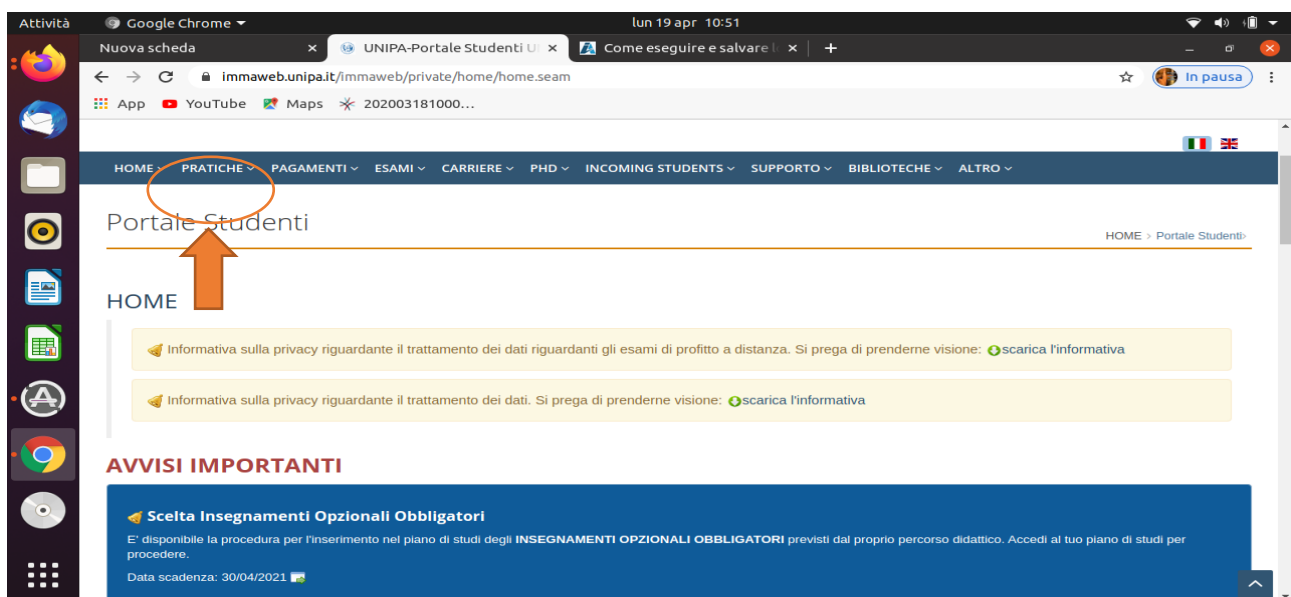 Attività Google Chrome lun 19 apr 10:51
Nuova scheda UNIPA-Portale Studenti U Come eseguire e salvare l
immaweb.unipa.it/immaweb/private/home/home.seam In pausa
App YouTube Maps 202003181000...
HOME PRATICHE PAGAMENTI ESAMI CARRIERE PHD INCOMING STUDENTS SUPPORTO BIBLIOTECHE ALTRO
Portale Studenti
HOME > Portale Studenti>
HOME
Informativa sulla privacy riguardante il trattamento dei dati riguardanti gli esami di profitto a distanza. Si prega di prenderne visione: scarica l'informativa
Informativa sulla privacy riguardante il trattamento dei dati. Si prega di prenderne visione: scarica l'informativa
AVVISI IMPORTANTI
Scelta Insegnamenti Opzionali Obbligatori
E' disponibile la procedura per l'inserimento nel piano di studi degli INSEGNAMENTI OPZIONALI OBBLIGATORI previsti dal proprio percorso didattico. Accedi al tuo piano di studi per
procedere.
Data scadenza: 30/04/2021